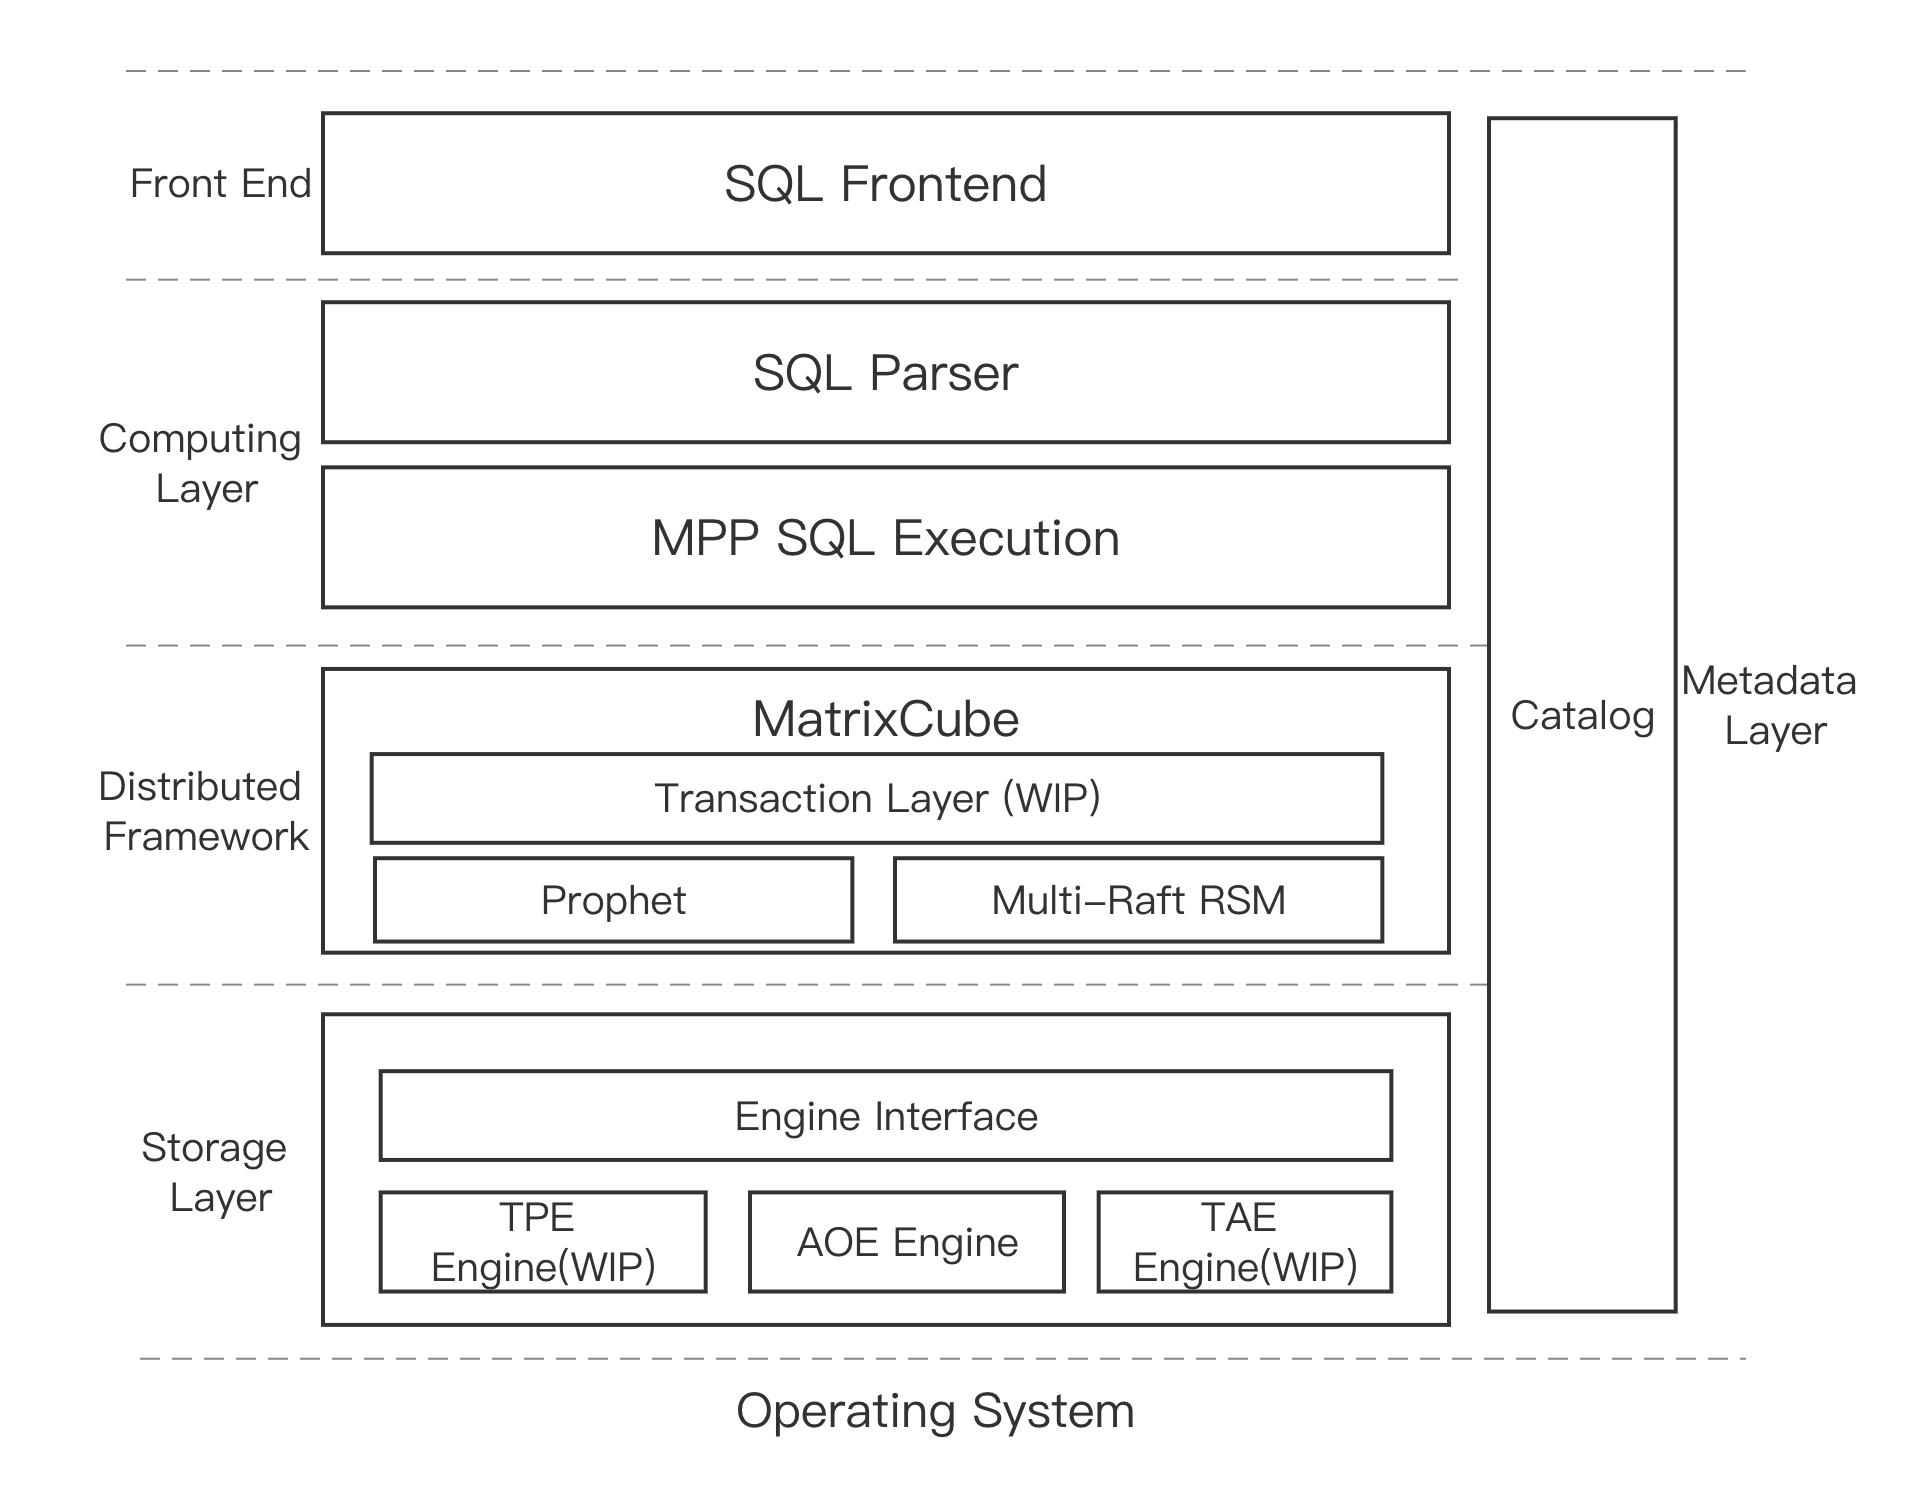 Front End
SQL Frontend
SQL Parser
Computing
Layer
MPP SQL Execution
MatrixCube
Distributed
Framework
Transaction Layer (WIP)
Prophet
Multi-Raft RSM
Storage
Layer
Engine Interface
TPE
Engine(WIP)
AOE Engine
TAE
Engine(WIP)
Catalog
Metadata
Layer
Operating System